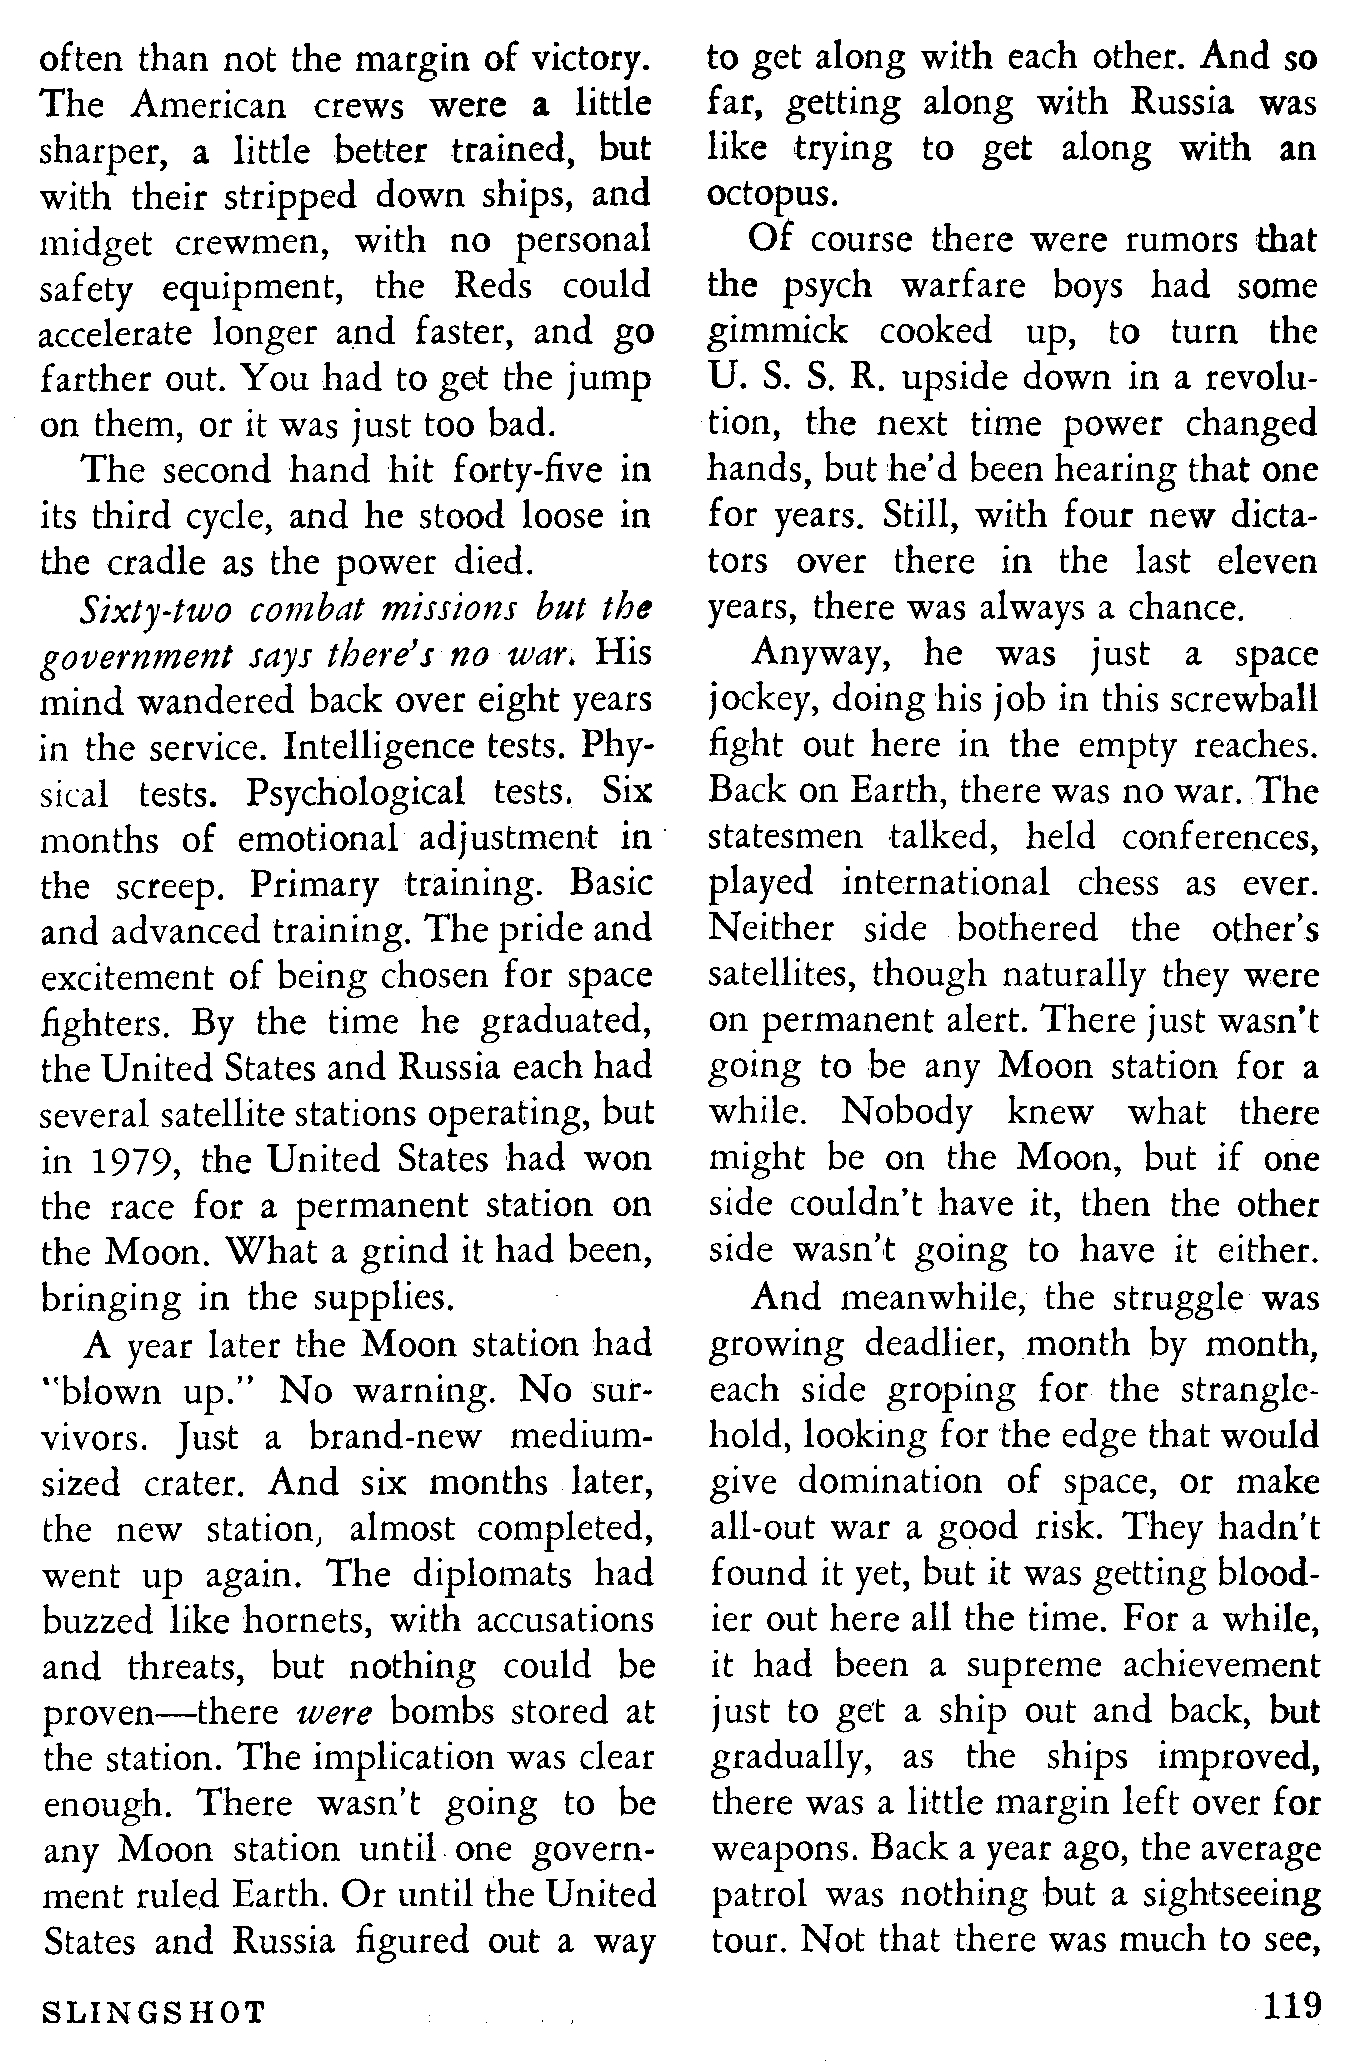 often than not the margin of victory.
The American crews were a little
sharper, a little better trained, but
with their stripped down ships, and
midget crewmen, with no personal
safety equipment, the Reds could
accelerate longer and faster, and go
farther out. You had to get the jump
on them, or it was just too bad.
The second hand hit forty-five in
its third cycle, and he stood loose in
the cradle as the power died.
Sixty-two combat missions but the
government says there's no war. His
mind wandered back over eight years
in the service. Intelligence tests. Phy-
sical tests. Psychological tests. Six
months of emotional adjustment in
the screep. Primary training. Basic
and advanced training. The pride and
excitement of being chosen for space
fighters. By the time he graduated,
the United States and Russia each had
several satellite stations operating, but
in 1979, the United States had won
the race for a permanent station on
the Moon. What a grind it had been,
bringing in the supplies.
A year later the Moon station had
"blown up." No warning. No sur-
vivors. Just a brand-new medium-
sized crater. And six months later,
the new station, almost completed,
went up again. The diplomats had
buzzed like hornets, with accusations
and threats, but nothing could be
proven—there were bombs stored at
the station. The implication was clear
enough. There wasn't going to be
any Moon station until one govern-
ment ruled Earth. Or until the United
States and Russia figured out a way
to get along with each other. And so
far, getting along with Russia was
like trying to get along with an
octopus.
Of course there were rumors that
the psych warfare boys had some
gimmick cooked up, to turn the
U. S. S. R. upside down in a revolu-
tion, the next time power changed
hands, but he'd been hearing that one
for years. Still, with four new dicta-
tors over there in the last eleven
years, there was always a chance.
Anyway, he was just a space
jockey, doing his job in this screwball
fight out here in the empty reaches.
Back on Earth, there was no war. The
statesmen talked, held conferences,
played international chess as ever.
Neither side bothered the other's
satellites, though naturally they were
on permanent alert. There just wasn't
going to be any Moon station for a
while. Nobody knew what there
might be on the Moon, but if one
side couldn't have it, then the other
side wasn't going to have it either.
And meanwhile, the struggle was
growing deadlier, month by month,
each side groping for the strangle-
hold, looking for the edge that would
give domination of space, or make
all-out war a good risk. They hadn't
found it yet, but it was getting blood-
ier out here all the time. For a while,
it had been a supreme achievement
just to get a ship out and back, but
gradually, as the ships improved,
there was a little margin left over for
weapons. Back a year ago, the average
patrol was nothing but a sightseeing
tour. Not that there was much to see,
SLINGSHOT
119